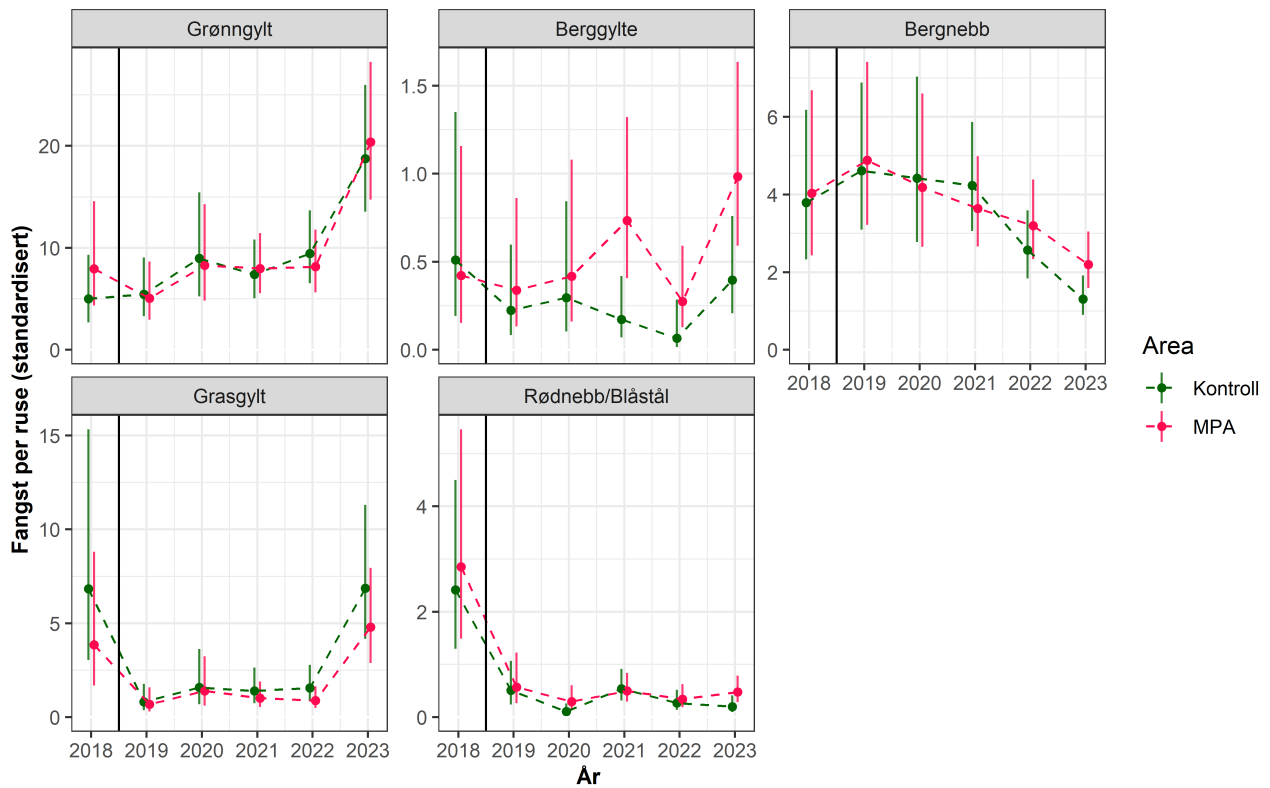 Grønngylt
Berggylte
Bergnebb
0
10
20
0.0
0.5
1.0
1.5
0
2
4
6
2018 2019 2020 2021 2022 2023
Grasgylt
Rødnebb/Blåstål
0
5
10
15
0
2
4
2018 2019 2020 2021 2022 2023
2018 2019 2020 2021 2022 2023
År
Fangst per ruse (standardisert)
Area
Kontroll
MPA